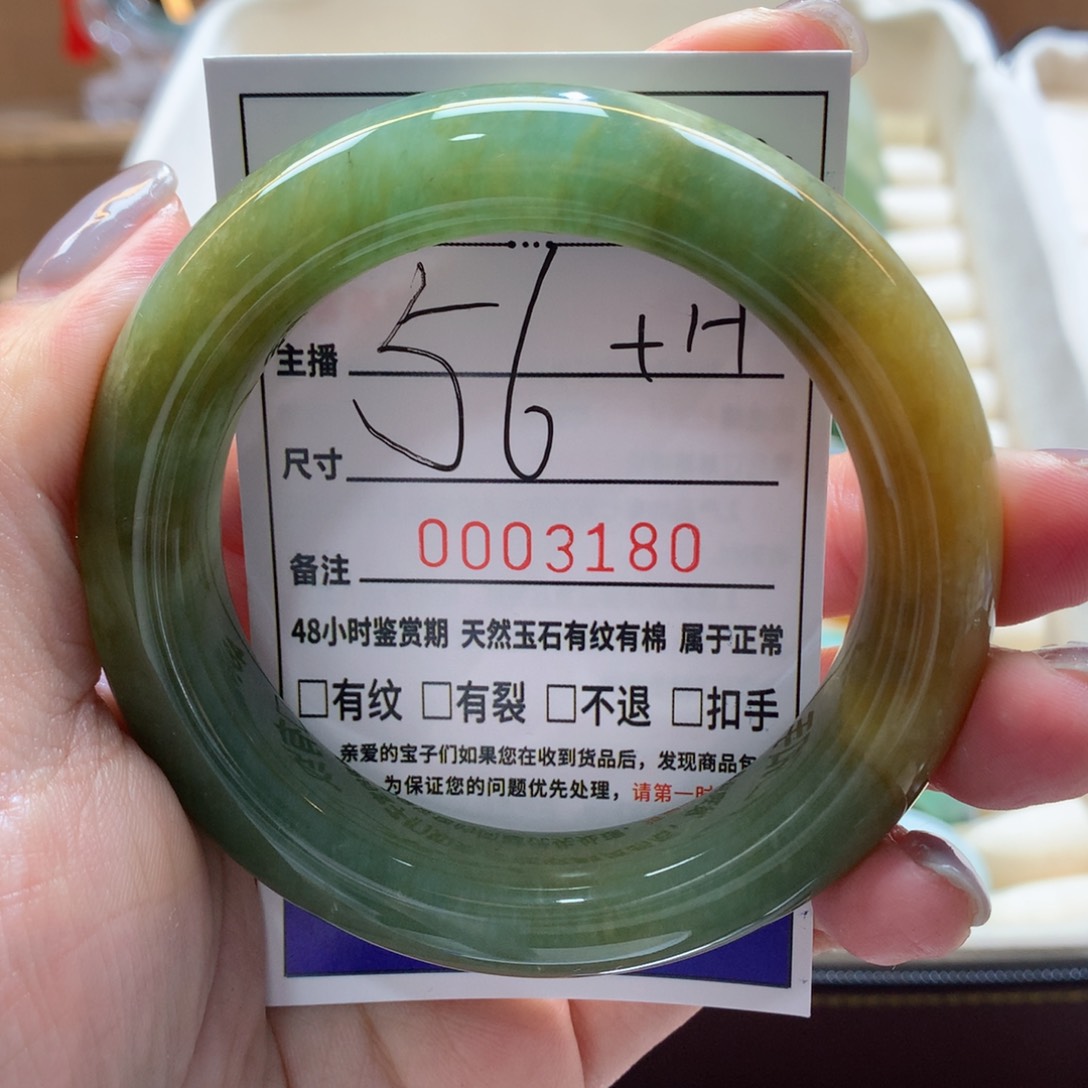 56 +H
主播
尺寸
备注 0003180
48小时鉴赏期 天然玉石有纹有棉 属于正常
□有纹 □有裂 □不退 □扣手
亲爱的宝子们如果您在收到货品后，发现商品包
为保证您的问题优先处理，请第一时